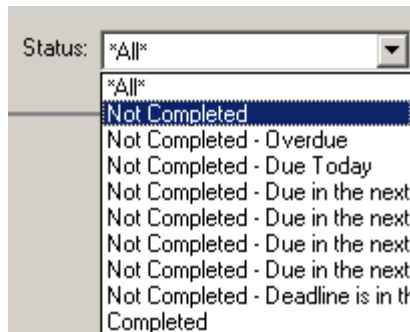 Status: *All*
*All*
Not Completed
Not Completed - Overdue
Not Completed - Due Today
Not Completed - Due in the next
Not Completed - Due in the next
Not Completed - Due in the next
Not Completed - Due in the next
Not Completed - Deadline is in
Completed